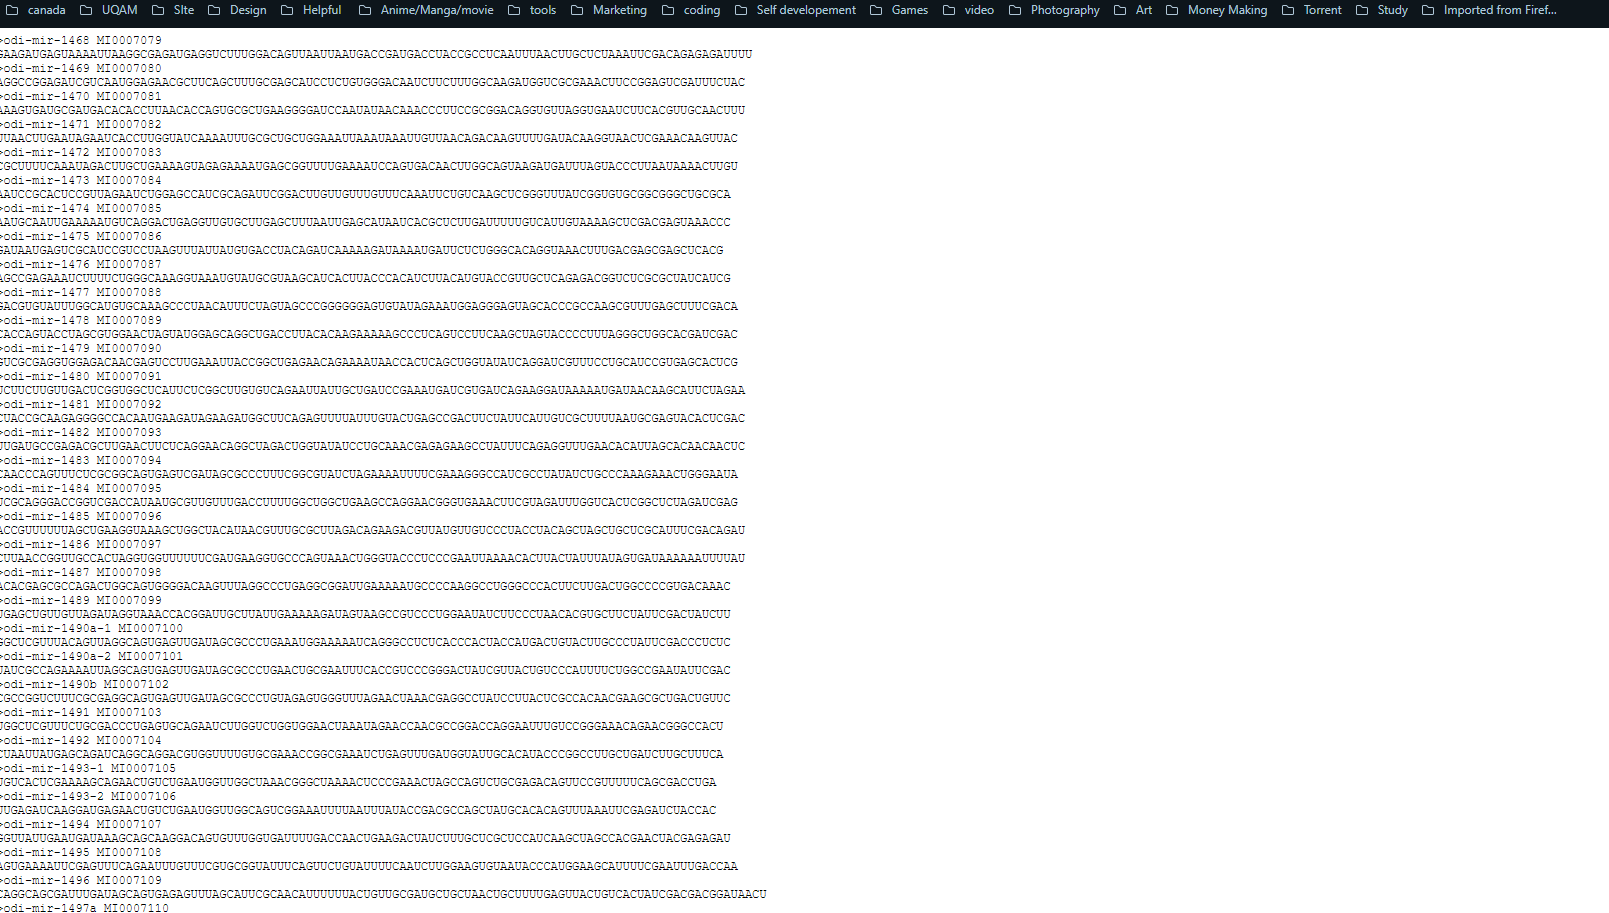 canada UQAM SIte Design Helpful Anime/Manga/movie tools Marketing coding Self developement Games video Photography Art Money Making Torrent Study Imported from Firef...
>odi-mir-1468 MI0007079
GAAGAUGAGUAAAAUUAAGGCGAGAUGAGGUCUUUGGACAGUUAAUUAAUGACCGAUGACCUACCGCCUCAAUUUAACUUGCUCUAAAUUCGACAGAGAGAUUUU
>odi-mir-1469 MI0007080
AGGCCGGAGAUCGUCAAUGGAGAACGCUUCAGCUUUGCGAGCAUCCUCUGUGGGACAAUCUUCUUUGGCAAGAUGGUCGCGAAACUUCCGGAGUCGAUUUCUAC
>odi-mir-1470 MI0007081
AAAGUGAUGCGAUGACACACCUUAACACCAGUGCGCUGAAGGGGAUCCAAUAUAACAAACCCUUCCGCGGACAGGUGUUAGGUGAAUCUUCACGUUGCAACUUU
>odi-mir-1471 MI0007082
UUAACUUGAAUAGAAUCACCUUGGUAUCAAAAUUUGCGCUGCUGGAAAUUAAAUAAAUUGUUAACAGACAAGUUUUGAUACAAGGUAACUCGAAACAAGUUAC
>odi-mir-1472 MI0007083
CGCUUUUCAAAUAGACUUGCUGAAAAGUAGAGAAAAUGAGCGGUUUUGAAAAUCCAGUGACAACUUGGCAGUAAGAUGAUUUAGUACCCUUAAUAAAACUUGU
>odi-mir-1473 MI0007084
AAUCCGCACUCCGUUAGAAUCUGGAGCCAUCGCAGAUUCGGACUUGUUGUUUGUUUCAAAUUCUGUCAAGCUCGGGUUUAUCGGUGUGCGGCGGGCUGCGCA
>odi-mir-1474 MI0007085
AAUGCAAUUGAAAAAUGUCAGGACUGAGGUUGUGCUUGAGCUUUAAUUGAGCAUAAUCACGCUCUUGAUUUUUGUCAUUGUAAAAGCUCGACGAGUAAACCC
>odi-mir-1475 MI0007086
GAUAAUGAGUCGCAUCCGUCCUAAGUUUAUUAUGUGACCUACAGAUCAAAAAGAUAAAAUGAUUCUCUGGGCACAGGUAAACUUUGACGAGCGAGCUCACG
>odi-mir-1476 MI0007087
AGCCGAGAAAUCUUUUCUGGGCAAAGGUAAAUGUAUGCGUAAGCAUCACUUACCCACAUCUUACAUGUACCGUUGCUCAGAGACGGUCUCGCGCUAUCAUCG
>odi-mir-1477 MI0007088
GACGUGUAUUUGGCAUGUGCAAAGCCCUAACAUUUCUAGUAGCCCGGGGGGAGUGUAUAGAAAUGGAGGGAGUAGCACCCGCCAAGCGUUUGAGCUUUCGACA
>odi-mir-1478 MI0007089
CACCAGUACCUAGCGUGGAACUAGUAUGGAGCAGGCUGACCUUACACAAGAAAAAGCCCUCAGUCCUUCAAGCUAGUACCCCUUUAGGGCUGGCACGAUCGAC
>odi-mir-1479 MI0007090
GUCGCGAGGUGGAGACAACGAGUCCUUGAAAUUACCGGCUGAGAACAGAAAAUAACCACUCAGCUGGUAUAUCAGGAUCGUUUCCUGCAUCCGUGAGCACUCG
>odi-mir-1480 MI0007091
UCUUCUUGUUGACUCGGUGGCUCAUUCUCGGCUUGUGUCAGAAUUAUUGCUGAUCCGAAAUGAUCGUGAUCAGAAGGAUAAAAAUGAUAACAAGCAUUCUAGAA
>odi-mir-1481 MI0007092
CUACCGCAAGAGGGGCCACAAUGAAGAUAGAAGAUGGCUUCAGAGUUUUAUUUGUACUGAGCCGACUUCUAUUCAUUGUCGCUUUUAAUGCGAGUACACUCGAC
>odi-mir-1482 MI0007093
UUGAUGCCGAGACGCUUGAACUUCUCAGGAACAGGCUAGACUGGUAUAUCCUGCAAACGAGAGAAGCCUAUUUCAGAGGUUUGAACACAUUAGCACAACAACUC
>odi-mir-1483 MI0007094
CAACCCAGUUUCUCGCGGCAGUGAGUCGAUAGCGCCCUUUCGGCGUAUCUAGAAAAUUUUCGAAAGGGCCAUCGCCUAUAUCUGCCCAAAGAAACUGGGAAUA
>odi-mir-1484 MI0007095
UCGCAGGGACCGGUCGACCAUAAUGCGUUGUUUGACCUUUUGGCUGGCUGAAGCCAGGAACGGGUGAAACUUCGUAGAUUUGGUCACUCGGCUCUAGAUCGAG
>odi-mir-1485 MI0007096
ACCGUUUUUUAGCUGAAGGUAAAGCUGGCUACAUAACGUUUGCGCUUAGACAGAAGACGUUAUGUUGUCCCUACCUACAGCUAGCUGCUCGCAUUUCGACAGAU
>odi-mir-1486 MI0007097
CUUAACCGGUUGCCACUAGGUGGUUUUUUCGAUGAAGGUGCCCAGUAAACUGGGUACCCUCCCGAAUUAAAACACUUACUAUUUAUAGUGAUAAAAAAUUUUAU
>odi-mir-1487 MI0007098
ACACGAGCGCCAGACUGGCAGUGGGGACAAGUUUAGGCCCUGAGGCGGAUUGAAAAAUGCCCCAAGGCCUGGGCCCACUUCUUGACUGGCCCCGUGACAAAC
>odi-mir-1489 MI0007099
UGAGCUGUUGUUAGAUAGGUAAACCACGGAUUGCUUAUUGAAAAAGAUAGUAAGCCGUCCCUGGAAUAUCUUCCCUAACACGUGCUUCUAUUCGACUAUCUU
>odi-mir-1490a-1 MI0007100
GGCUCGUUUACAGUUAGGCAGUGAGUUGAUAGCGCCCUGAAAUGGAAAAAUCAGGGCCUCUCACCCACUACCAUGACUGUACUUGCCCUAUUCGACCCUCUC
>odi-mir-1490a-2 MI0007101
UAUCGCCAGAAAAUUAGGCAGUGAGUUGAUAGCGCCCUGAACUGCGAAUUUCACCGUCCCGGGACUAUCGUUACUGUCCCAUUUUCUGGCCGAAUAUUCGAC
>odi-mir-1490b MI0007102
CGCCGGUCUUUCGCGAGGCAGUGAGUUGAUAGCGCCCUGUAGAGUGGGUUUAGAACUAAACGAGGCCUAUCCUUACUCGCCACAACGAAGCGCUGACUGUUC
>odi-mir-1491 MI0007103
UGGCUCGUUUCUGCGACCCUGAGUGCAGAAUCUUGGUCUGGUGGAACUAAAUAGAACCAACGCCGGACCAGGAAUUUGUCCGGGAAACAGAACGGGCCACU
>odi-mir-1492 MI0007104
CUAAUUAUGAGCAGAUCAGGCAGGACGUGGUUUUGUGCGAAACCGGCGAAAUCUGAGUUUGAUGGUAUUGCACAUACCCGGCCUUGCUGAUCUUGCUUUCA
>odi-mir-1493-1 MI0007105
UGUCACUCGAAAAGCAGAACUGUCUGAAUGGUUGGCUAAACGGGCUAAAACUCCCGAAACUAGCCAGUCUGCGAGACAGUUCCGUUUUUCAGCGACCUGA
>odi-mir-1493-2 MI0007106
UUGAGAUCAAGGAUGAGAACUGUCUGAAUGGUUGGCAGUCGGAAAUUUUAAUUUAUACCGACGCCAGCUAUGCACACAGUUUAAAUUCGAGAUCUACCAC
>odi-mir-1494 MI0007107
GGUUAUUGAAUGAUAAAGCAGCAAGGACAGUGUUUGGUGAUUUUGACCAACUGAAGACUAUCUUUGCUCGCUCCAUCAAGCUAGCCACGAACUACGAGAGAU
>odi-mir-1495 MI0007108
AGUGAAAAUUCGAGUUUCAGAAUUUGUUUCGUGCGGUAUUUCAGUUCUGUAUUUUCAAUCUUGGAAGUGUAAUACCCAUGGAAGCAUUUUCGAAUUUGACCAA
>odi-mir-1496 MI0007109
CAGGCAGCGAUUUGAUAGCAGUGAGAGUUUAGCAUUCGCAACAUUUUUUACUGUUGCGAUGCUGCUAACUGCUUUUGAGUUACUGUCACUAUCGACGACGGAUAACU
>odi-mir-1497a MI0007110